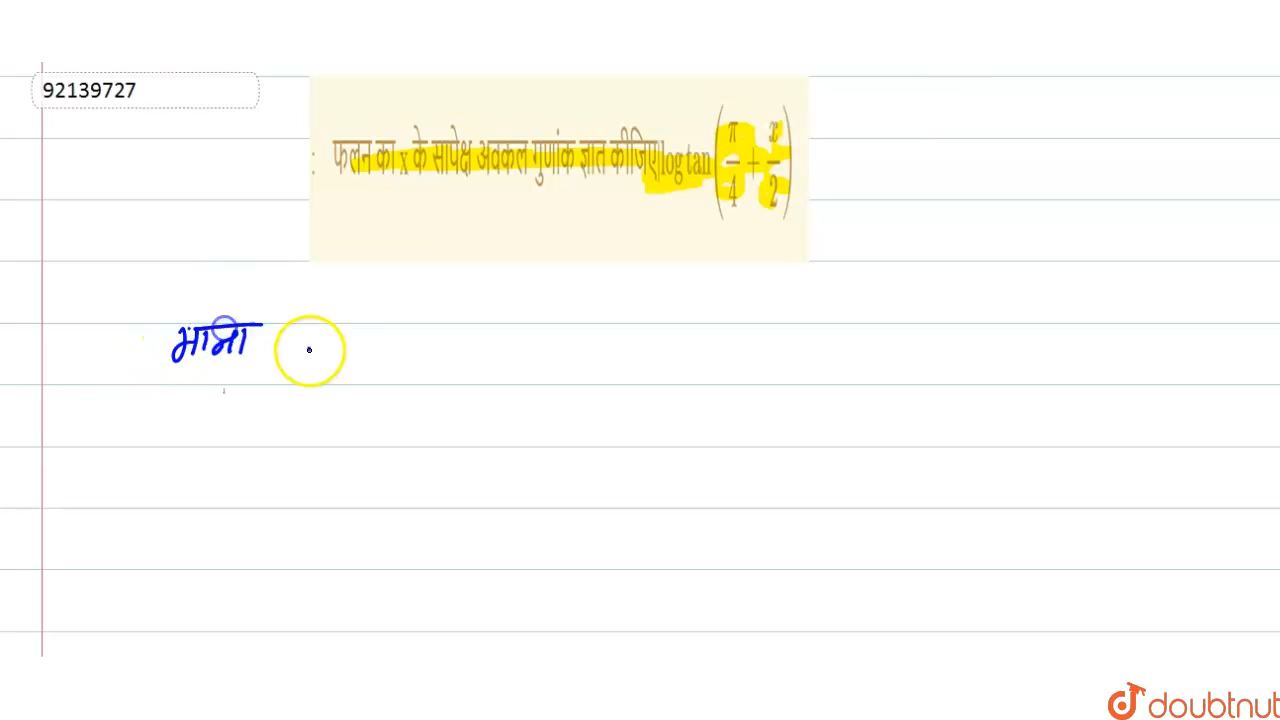 92139727
: फलन का x के सापेक्ष अवकल गुणांक ज्ञात कीजिए|log tan(π/4 + x/2)
माना
doubtnut